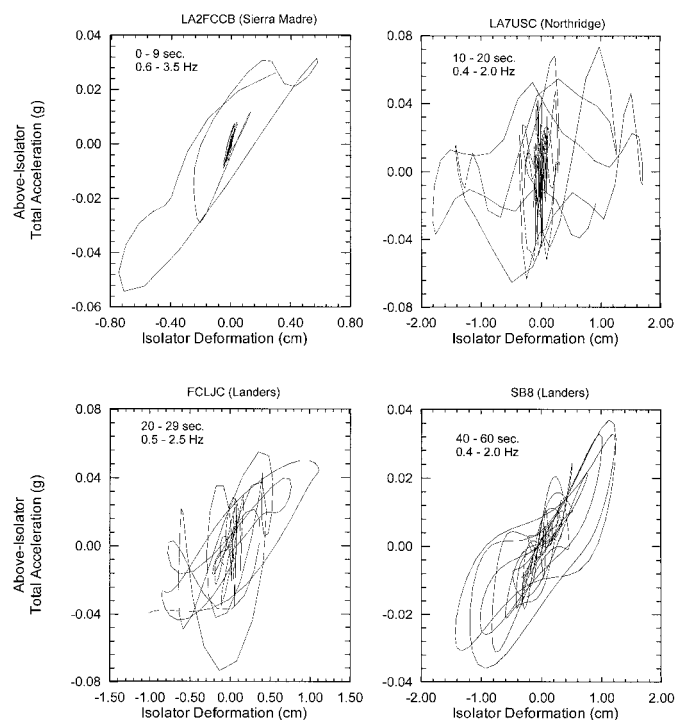 LA2FCCB (Sierra Madre)
0.04
0 - 9 sec.
0.6 - 3.5 Hz
0.02
0.00
-0.02
-0.04
-0.06
-0.80 -0.40 0.00 0.40 0.80
Isolator Deformation (cm)
Above-Isolator
Total Acceleration (g)
LA7USC (Northridge)
0.08
10 - 20 sec.
0.4 - 2.0 Hz
0.04
0.00
-0.04
-0.08
-2.00 -1.00 0.00 1.00 2.00
Isolator Deformation (cm)
FCLJC (Landers)
0.08
20 - 29 sec.
0.5 - 2.5 Hz
0.04
0.00
-0.04
-0.08
-1.50 -1.00 -0.50 0.00 0.50 1.00 1.50
Isolator Deformation (cm)
Above-Isolator
Total Acceleration (g)
SB8 (Landers)
0.04
40 - 60 sec.
0.4 - 2.0 Hz
0.02
0.00
-0.02
-0.04
-2.00 -1.00 0.00 1.00 2.00
Isolator Deformation (cm)